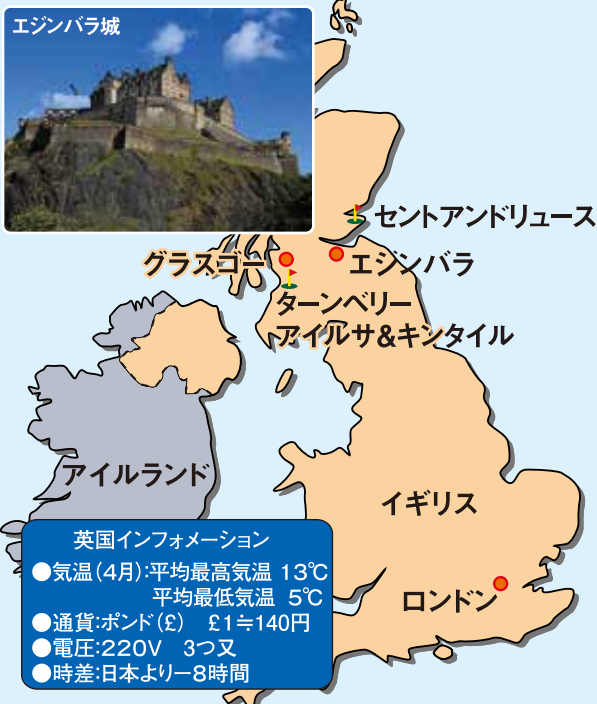 エジンバラ城
セントアンドリュース
グラスゴー
エジンバラ
ターンベリー
アイルサ&キンタイル
アイルランド
イギリス
ロンドン
英国インフォメーション
●気温(4月):平均最高気温 13℃
平均最低気温 5℃
●通貨:ポンド(£) £1≒140円
●電圧:220V 3つ又
●時差:日本よりー8時間